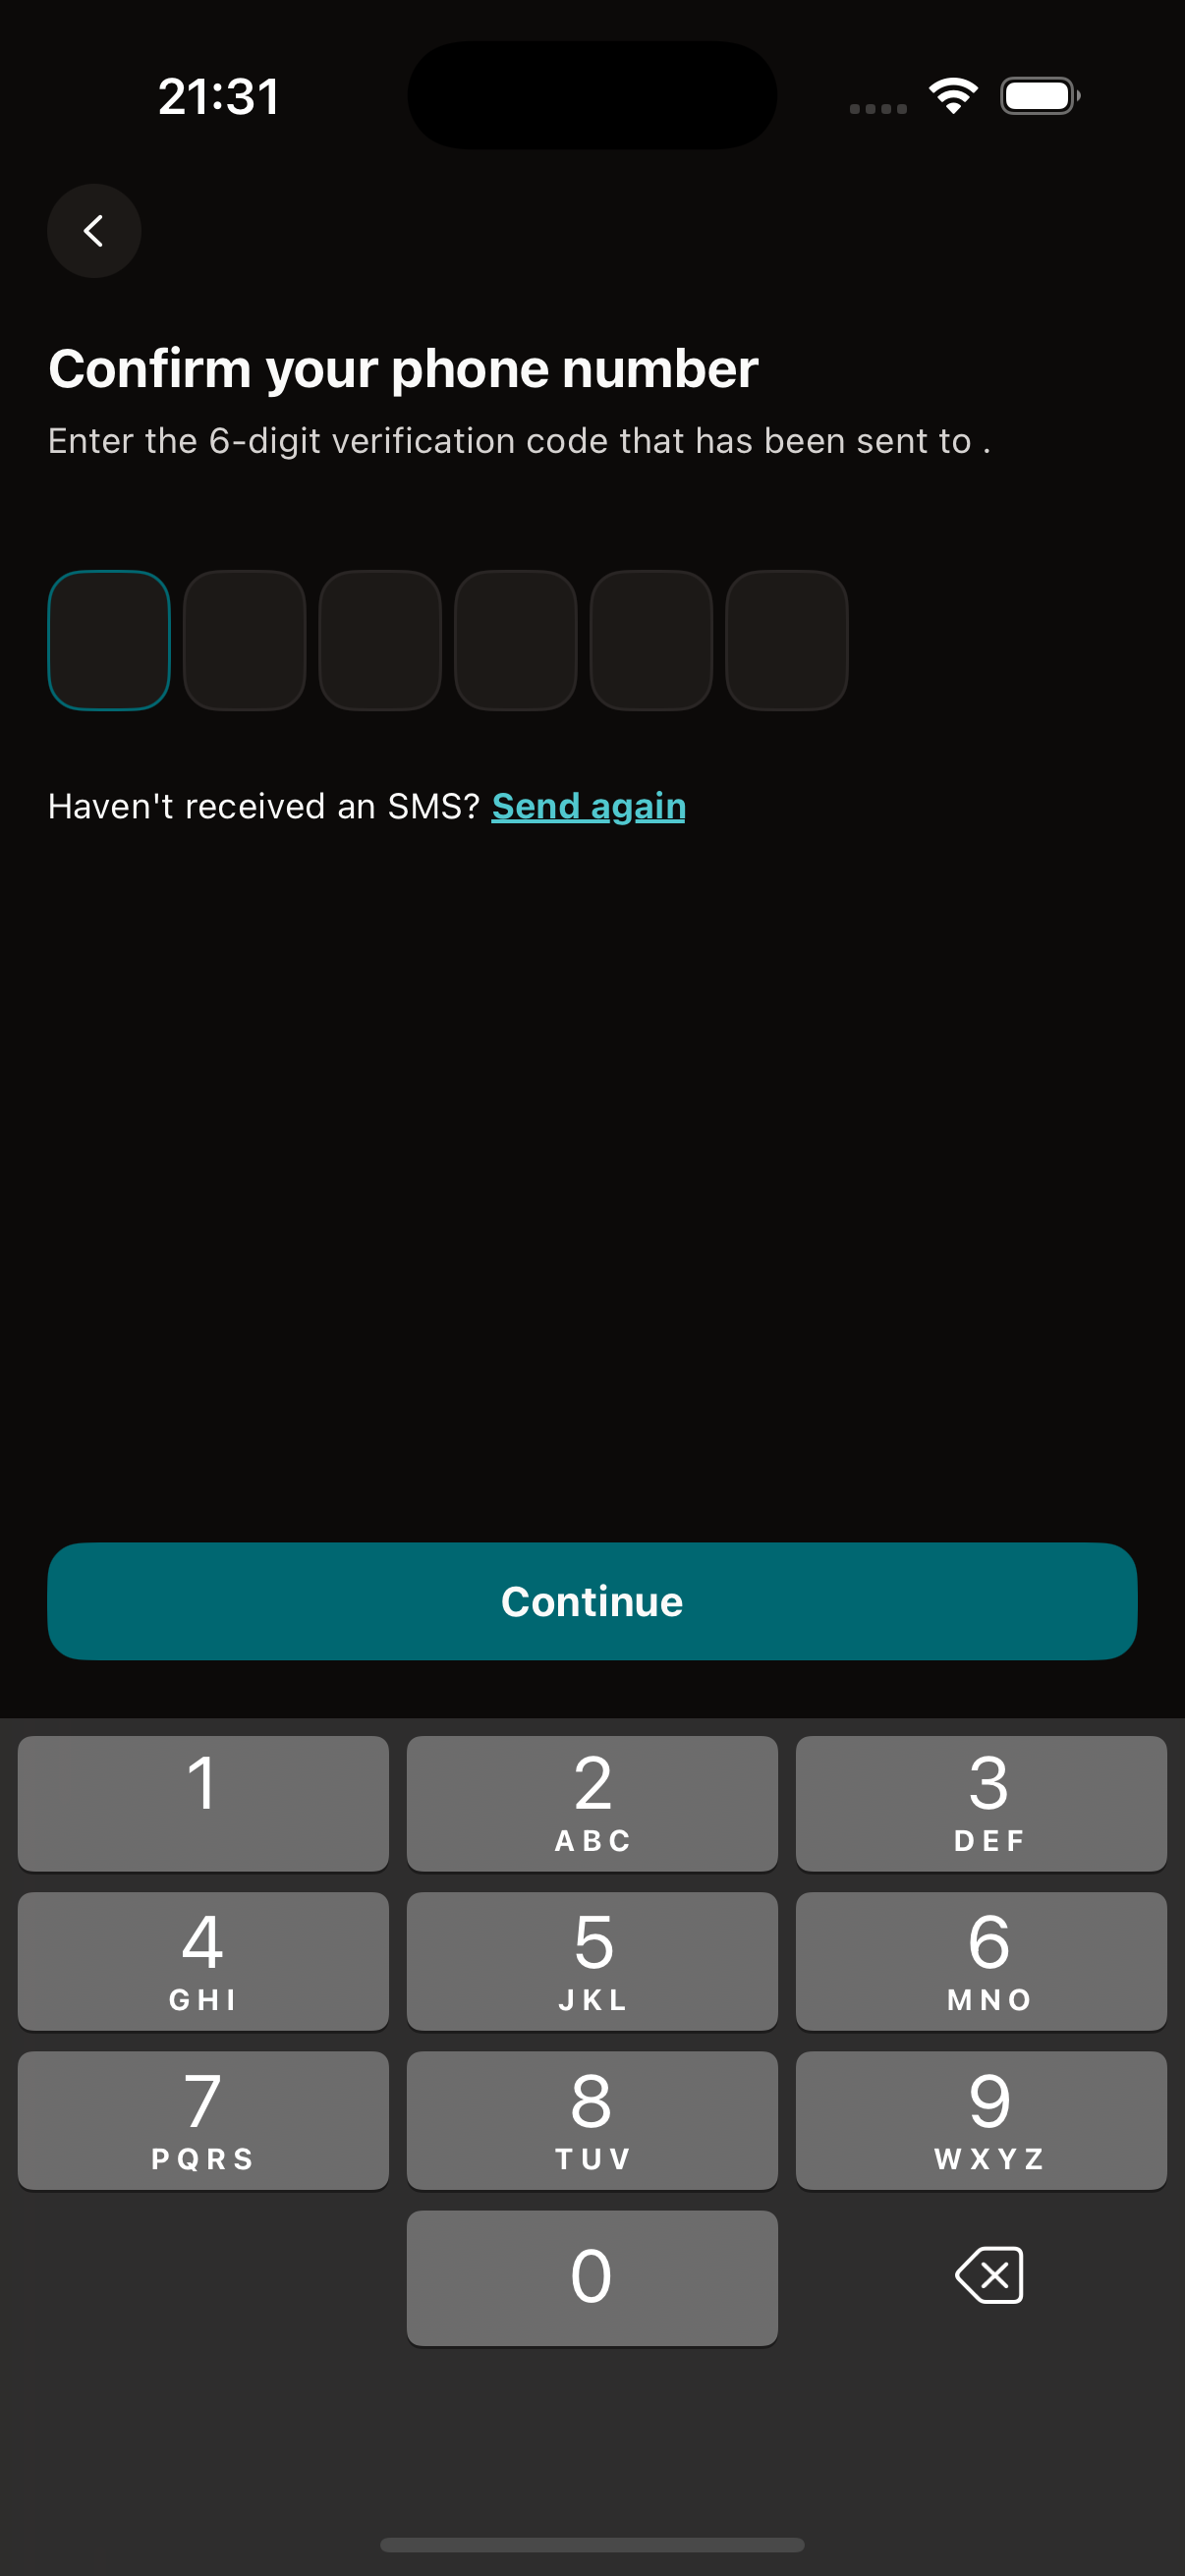 21:31
Confirm your phone number
Enter the 6-digit verification code that has been sent to .
Haven't received an SMS? Send again
Continue
1
2
ABC
3
DEF
4
GHI
5
JKL
6
MNO
7
PQRS
8
TUV
9
WXYZ
0